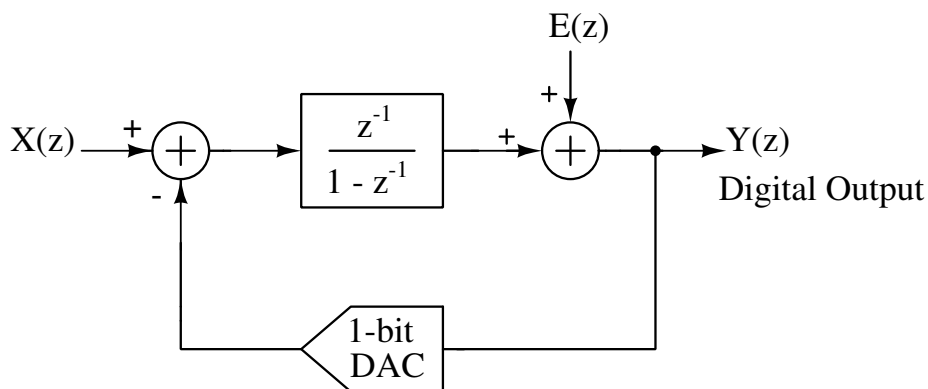 E(z)
+
X(z)
+
+
z⁻¹
1 - z⁻¹
+
+
Y(z)
Digital Output
-
1-bit
DAC